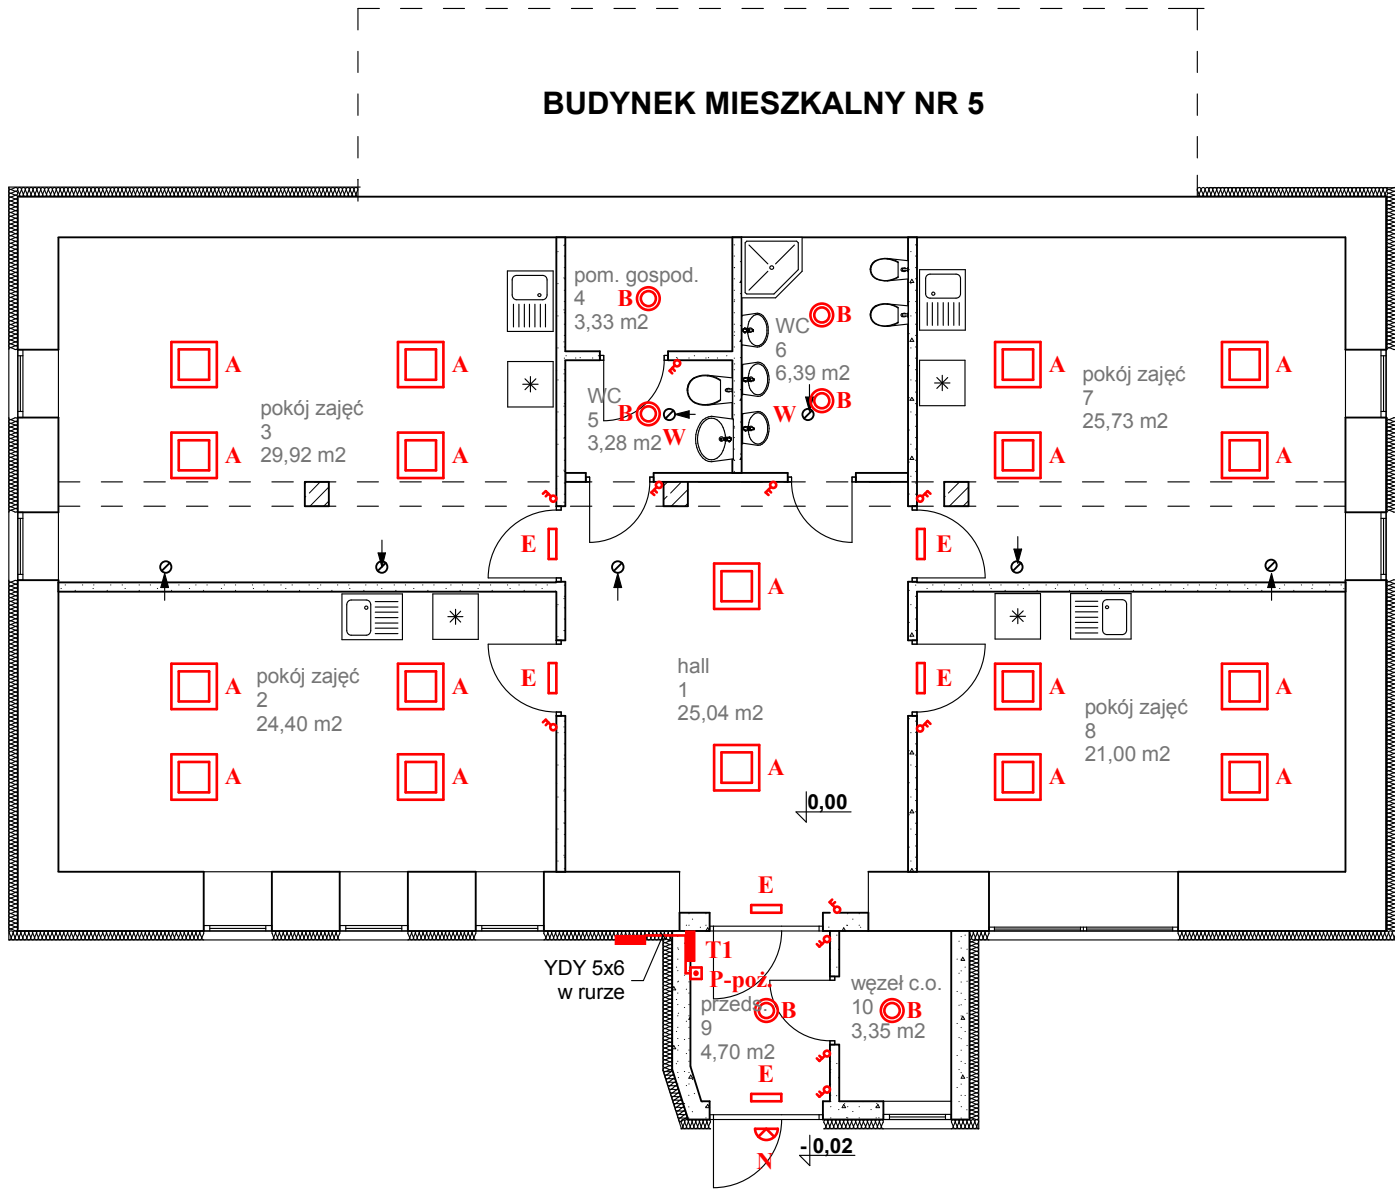 BUDYNEK MIESZKALNY NR 5
pom. gospod.
4
3,33 m2
B
WC
6
6,39 m2
B
B
W
A
A
A
A
pokój zajęć
3
29,92 m2
WC
5
3,28 m2
B
W
A
A
A
A
pokój zajęć
7
25,73 m2
E
E
A
E
E
A
A
A
A
pokój zajęć
2
24,40 m2
hall
1
25,04 m2
A
A
A
A
A
pokój zajęć
8
21,00 m2
0,00
E
YDY 5x6
w rurze
T1
P-poż.
przeds.
9
4,70 m2
B
węzeł c.o.
10
3,35 m2
B
E
N
- 0,02